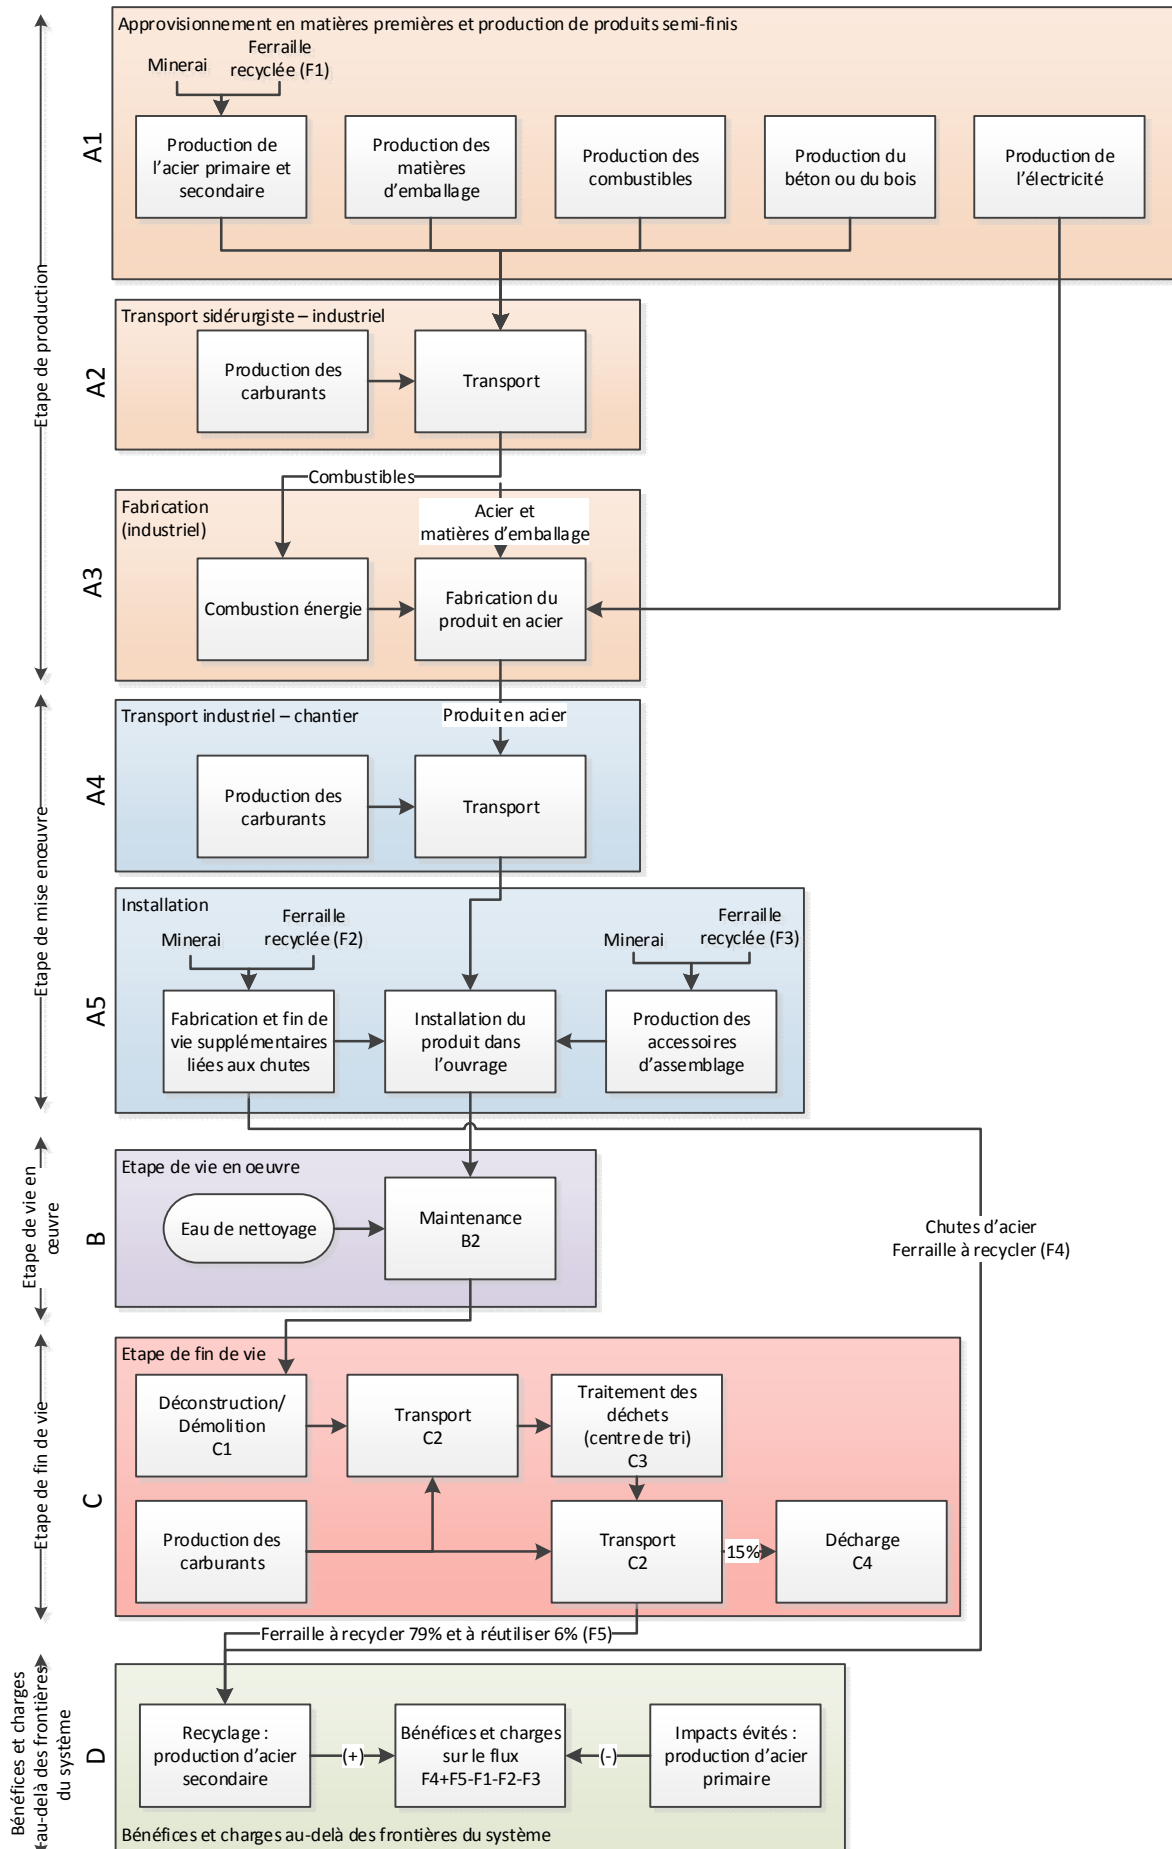 Approvisionnement en matières premières et production de produits semi-finis
Minerai
Ferraille
recyclée (F1)
A1
Production de
l'acier primaire et
secondaire
Production des
matières
d'emballage
Production des
combustibles
Production du
béton ou du bois
Production de
l'électricité
Etape de production
Transport sidérurgiste – industriel
A2
Production des
carburants
Transport
Combustibles
Fabrication
(industriel)
Acier et
matières d'emballage
A3
Combustion énergie
Fabrication du
produit en acier
Transport industriel – chantier
Produit en acier
A4
Production des
carburants
Transport
Etape de mise enœuvre
Installation
Minerai
Ferraille
recyclée (F2)
Minerai
Ferraille
recyclée (F3)
A5
Fabrication et fin de
vie supplémentaires
liées aux chutes
Installation du
produit dans
l'ouvrage
Production des
accessoires
d'assemblage
Etape de vie en
œuvre
B
Etape de vie en oeuvre
Eau de nettoyage
Maintenance
B2
Chutes d'acier
Ferraille à recycler (F4)
Etape de fin de vie
C
Etape de fin de vie
Déconstruction/
Démolition
C1
Transport
C2
Traitement des
déchets
(centre de tri)
C3
Production des
carburants
Transport
C2
15%
Décharge
C4
Ferraille à recycler 79% et à réutiliser 6% (F5)
Bénéfices et charges
au-delà des frontières
du système
D
Recyclage :
production d'acier
secondaire
(+)
Bénéfices et charges
sur le flux
F4+F5-F1-F2-F3
(-)
Impacts évités :
production d'acier
primaire
Bénéfices et charges au-delà des frontières du système